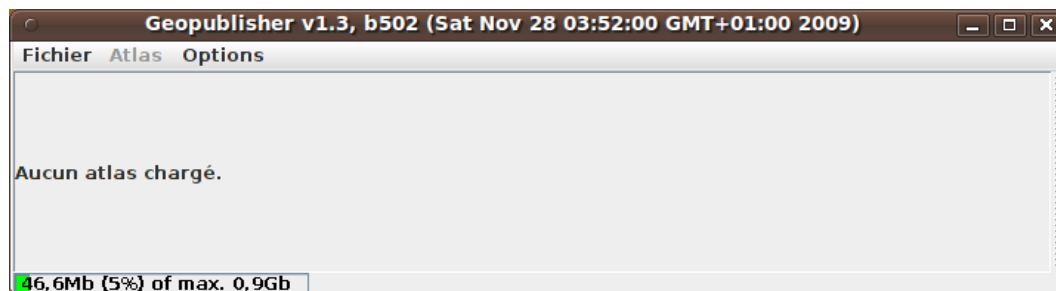 Geopublisher v1.3, b502 (Sat Nov 28 03:52:00 GMT+01:00 2009)
Fichier Atlas Options
Aucun atlas chargé.
46,6Mb (5%) of max. 0,9Gb